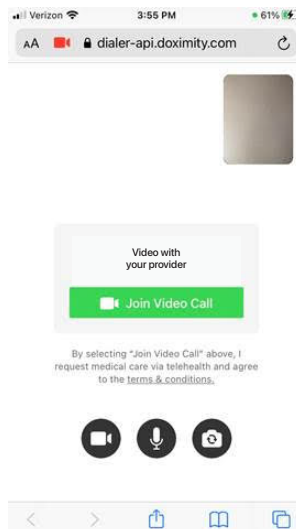 Verizon 3:55 PM 61%
AA dialer-api.doximity.com
Video with
your provider
Join Video Call
By selecting "Join Video Call" above, I
request medical care via telehealth and agree
to the terms & conditions.